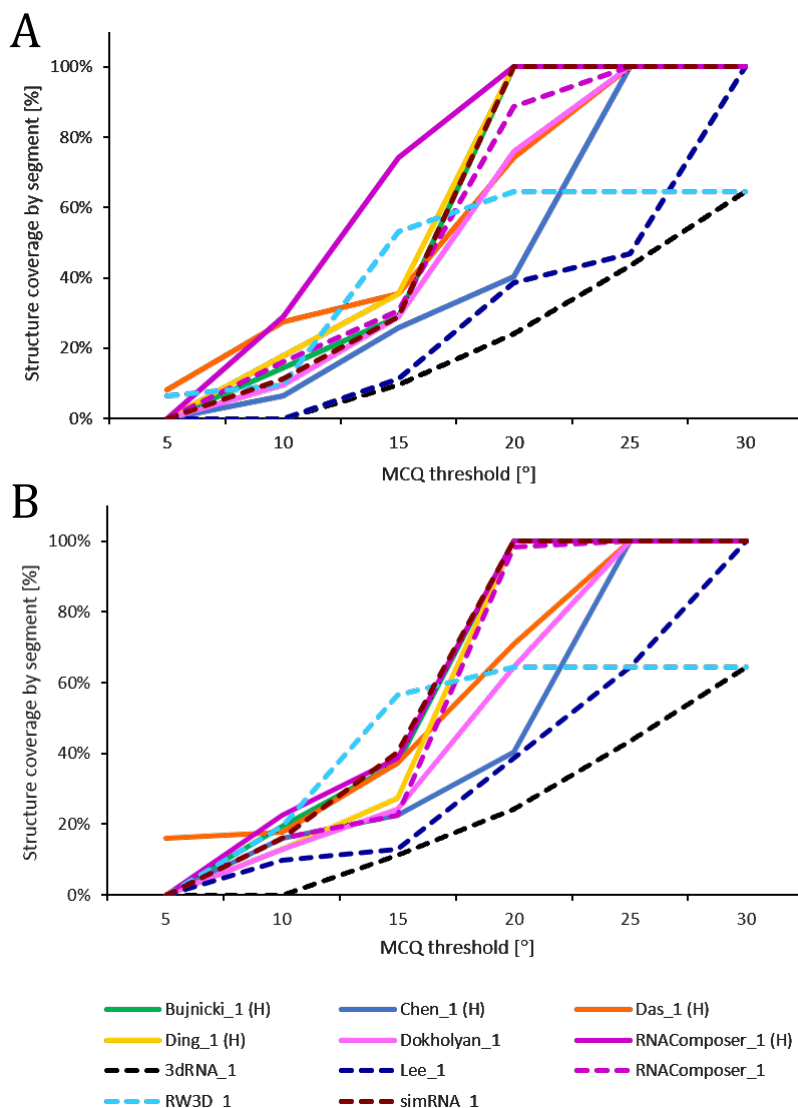 A
Structure coverage by segment [%]
100%
80%
60%
40%
20%
0%
5 10 15 20 25 30
MCQ threshold [°]
B
Structure coverage by segment [%]
100%
80%
60%
40%
20%
0%
5 10 15 20 25 30
MCQ threshold [°]
Bujnicki_1 (H) Chen_1 (H) Das_1 (H)
Ding_1 (H) Dokholyan_1 RNAComposer_1 (H)
3dRNA_1 Lee_1 RNAComposer_1
RW3D_1 simRNA_1